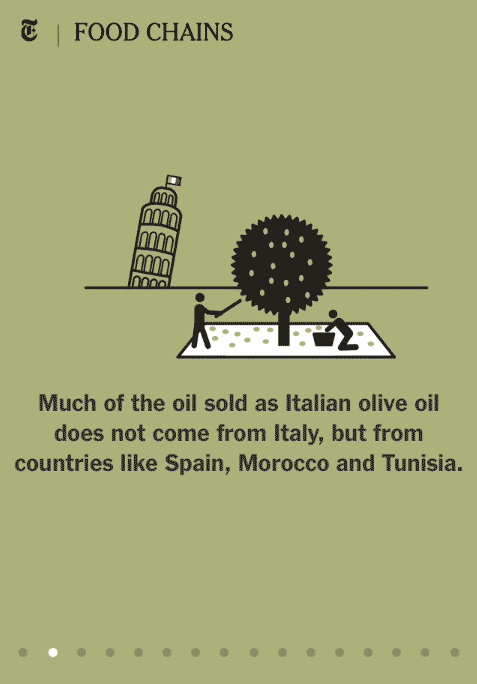 T | FOOD CHAINS
Much of the oil sold as Italian olive oil
does not come from Italy, but from
countries like Spain, Morocco and Tunisia.